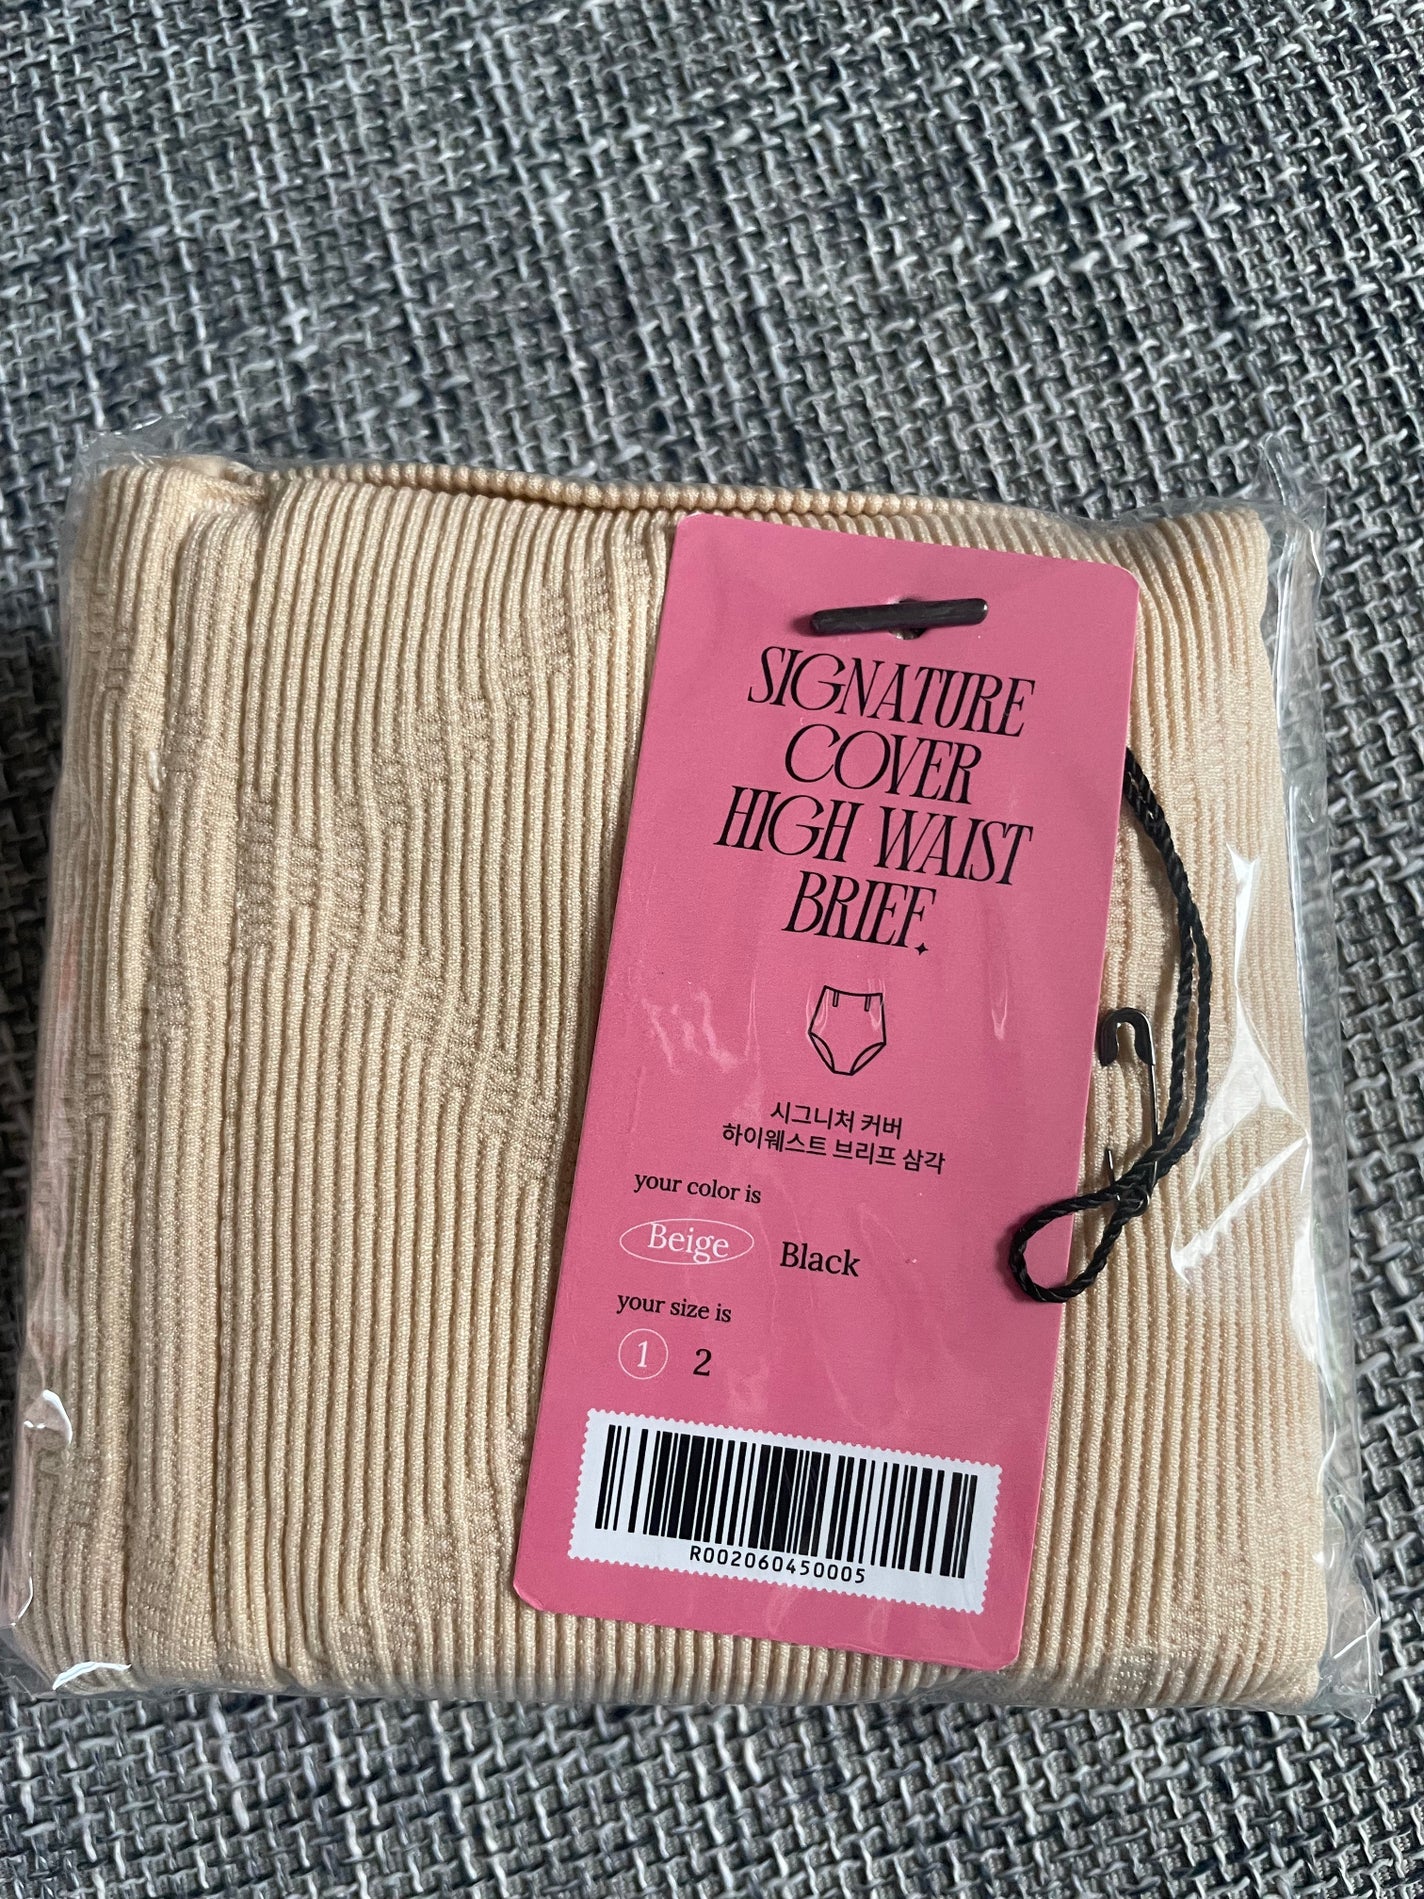 SIGNATURE
COVER
HIGH WAIST
BRIEF.
시그니처 커버
하이웨스트 브리프 삼각
your color is
Beige Black
your size is
1 2
R002060450005